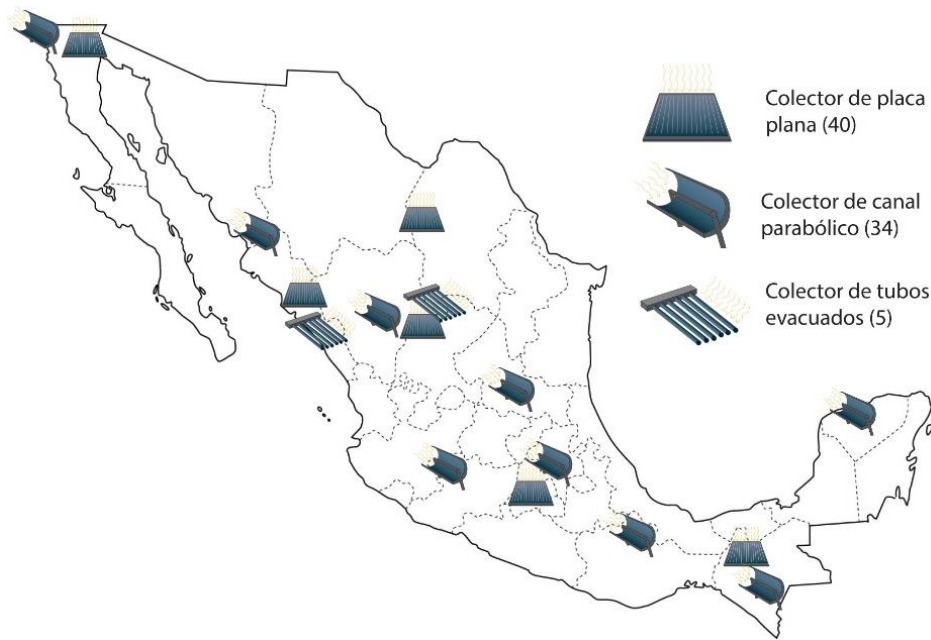 Colector de placa
plana (40)
Colector de canal
parabólico (34)
Colector de tubos
evacuados (5)